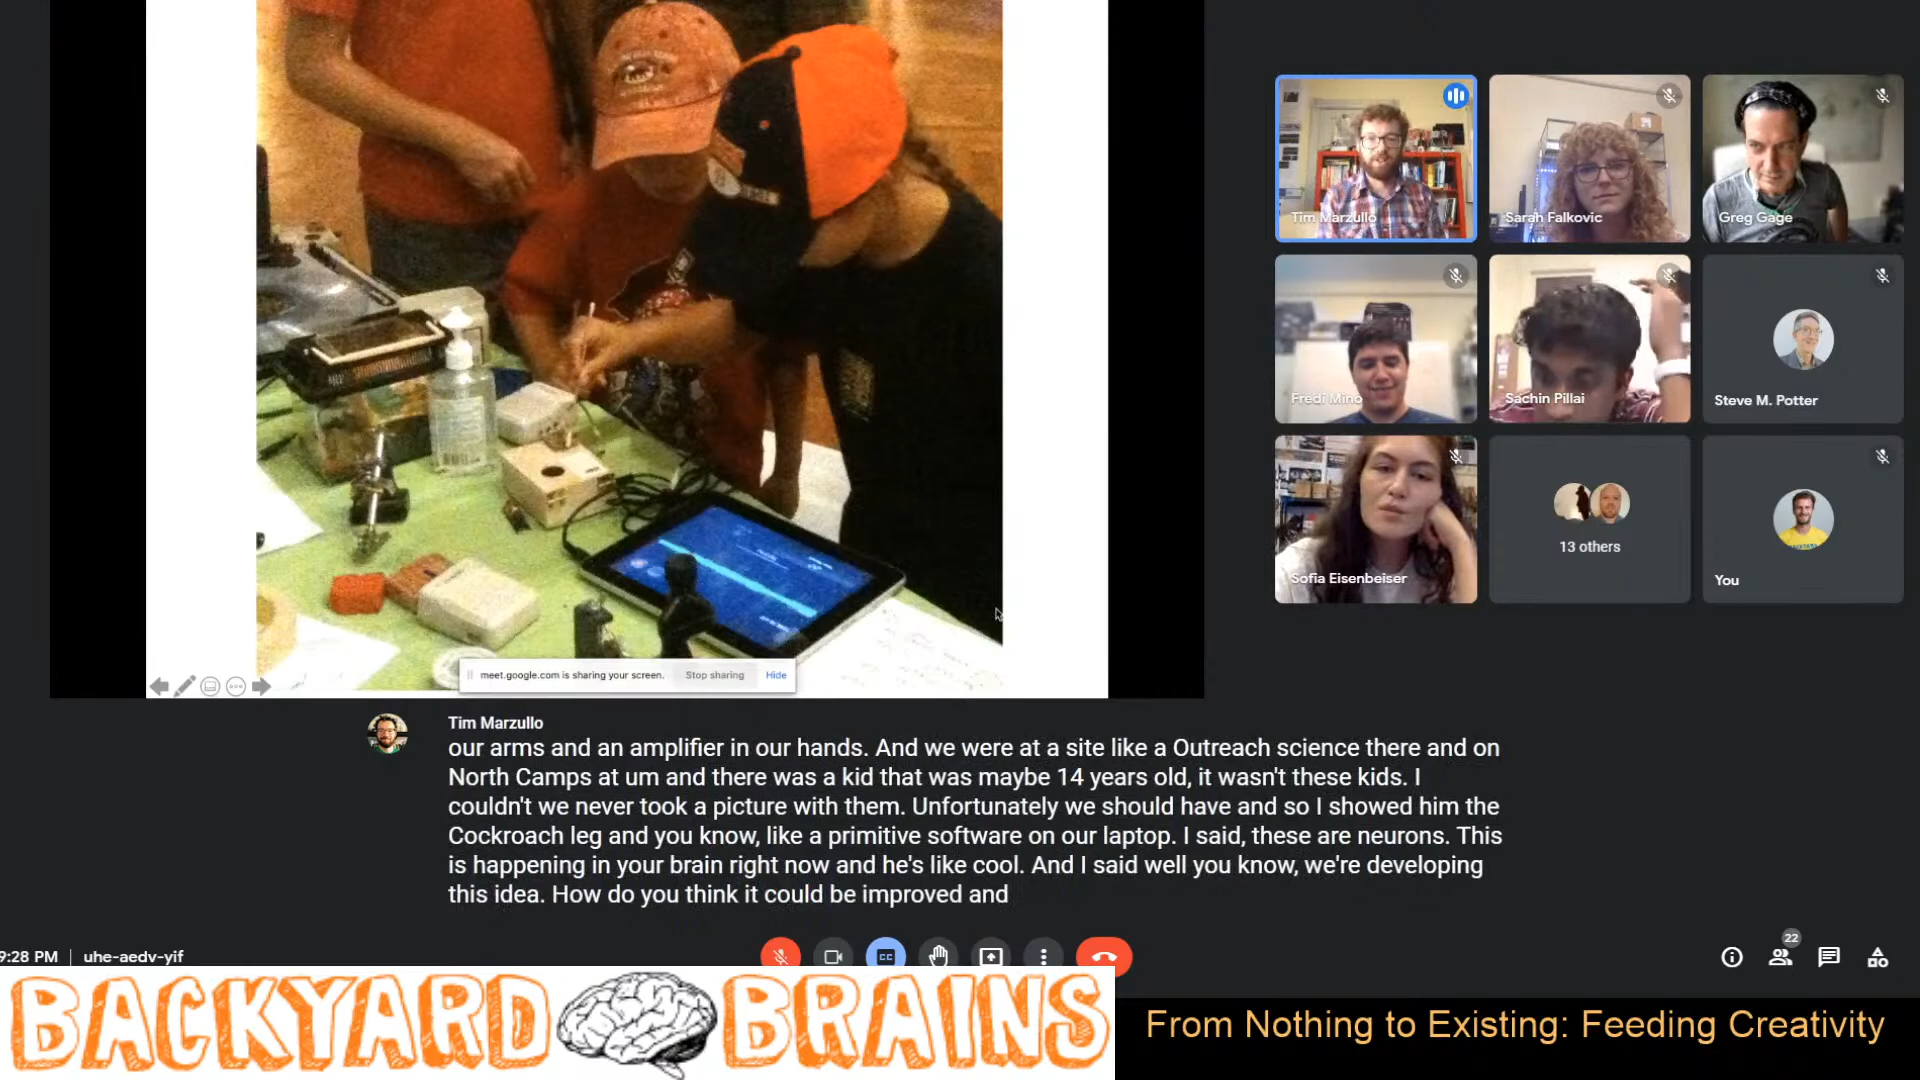 Tim Marzullo
Sarah Falkovic
Greg Gage
Fredi Mino
Sachin Pillai
Steve M. Potter
Sofia Eisenbeiser
13 others
You
meet.google.com is sharing your screen.
Stop sharing
Hide
Tim Marzullo
our arms and an amplifier in our hands. And we were at a site like a Outreach science there and on
North Camps at um and there was a kid that was maybe 14 years old, it wasn't these kids. I
couldn't we never took a picture with them. Unfortunately we should have and so I showed him the
Cockroach leg and you know, like a primitive software on our laptop. I said, these are neurons. This
is happening in your brain right now and he's like cool. And I said well you know, we're developing
this idea. How do you think it could be improved and
9:28 PM | uhe-aedv-yif
CC
22
BACKYARD BRAINS
From Nothing to Existing: Feeding Creativity